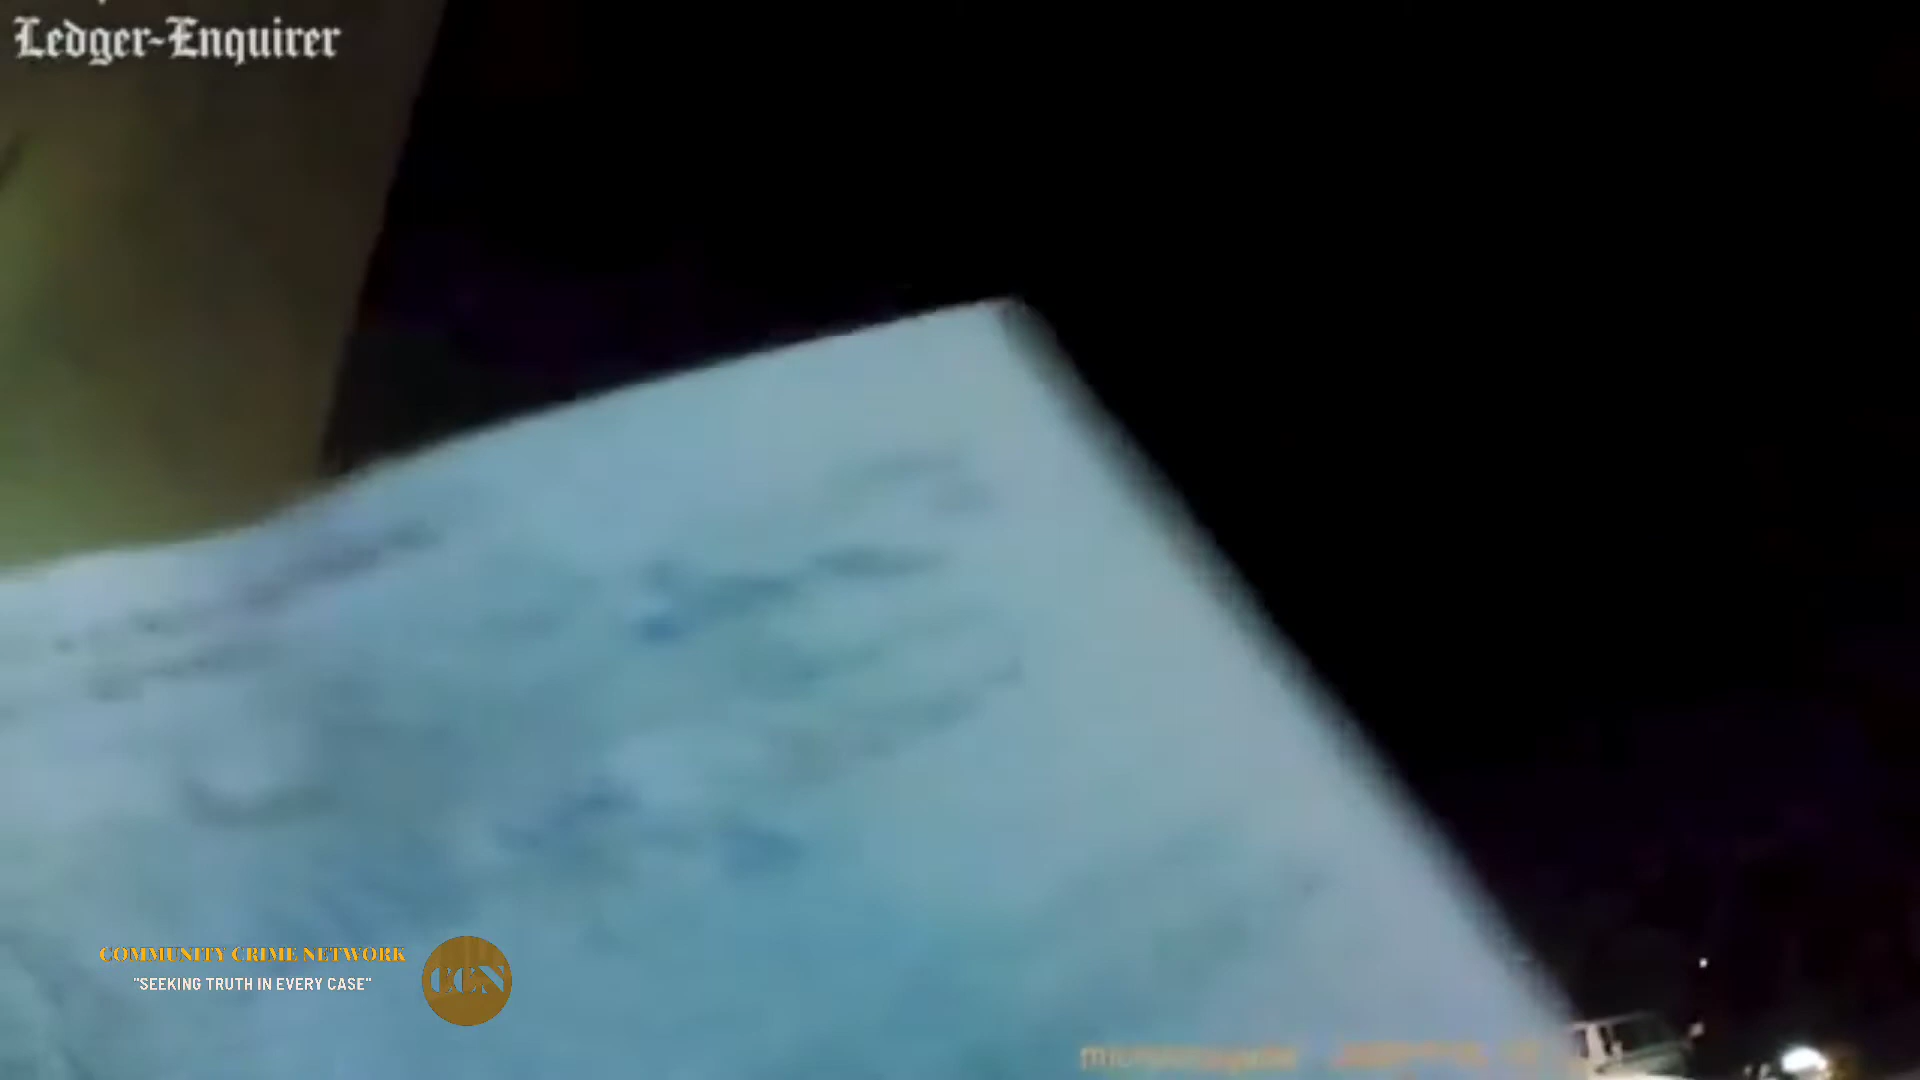 Ledger-Enquirer
COMMUNITY CRIME NETWORK
"SEEKING TRUTH IN EVERY CASE"
CCN